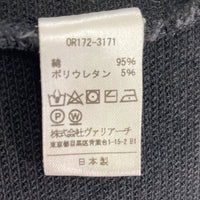 OR172-3171
綿 95%
ポリウレタン 5%
P W
株式会社ヴァリアーチ
東京都目黒区青葉台1-15-2 B1
日本製